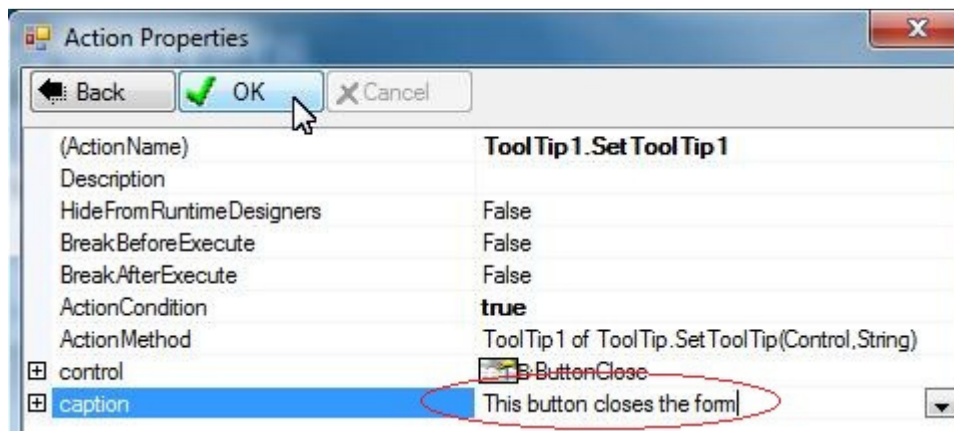 Action Properties
Back OK Cancel
(ActionName) ToolTip1.SetToolTip1
Description
HideFromRuntimeDesigners False
BreakBeforeExecute False
BreakAfterExecute False
ActionCondition true
ActionMethod ToolTip1 of ToolTip.SetToolTip(Control,String)
control ButtonClose
caption This button closes the form